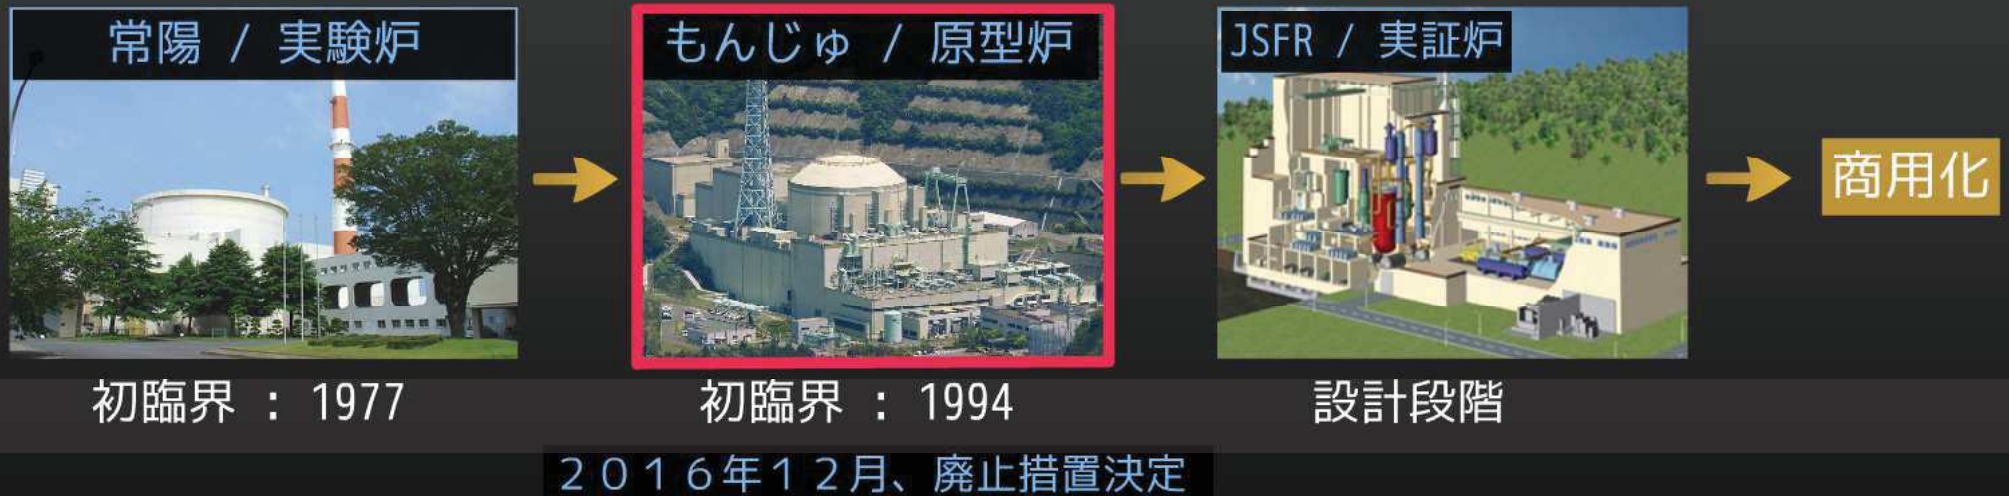 常陽 / 実験炉
もんじゅ / 原型炉
JSFR / 実証炉
商用化
初臨界 : 1977
初臨界 : 1994
設計段階
2016年12月、廃止措置決定